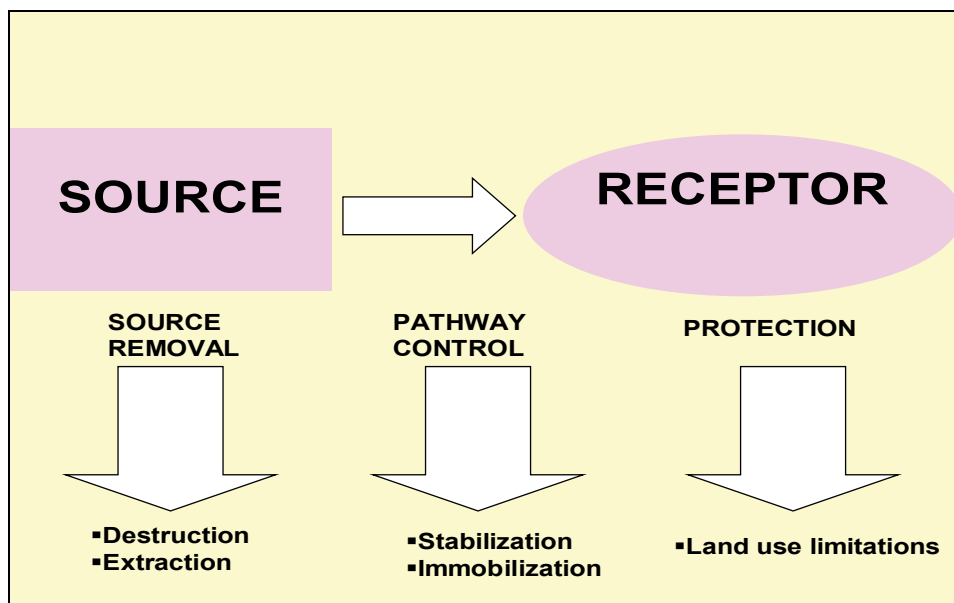 SOURCE
RECEPTOR
SOURCE
REMOVAL
PATHWAY
CONTROL
PROTECTION
▪Destruction
▪Extraction
▪Stabilization
▪Immobilization
▪Land use limitations